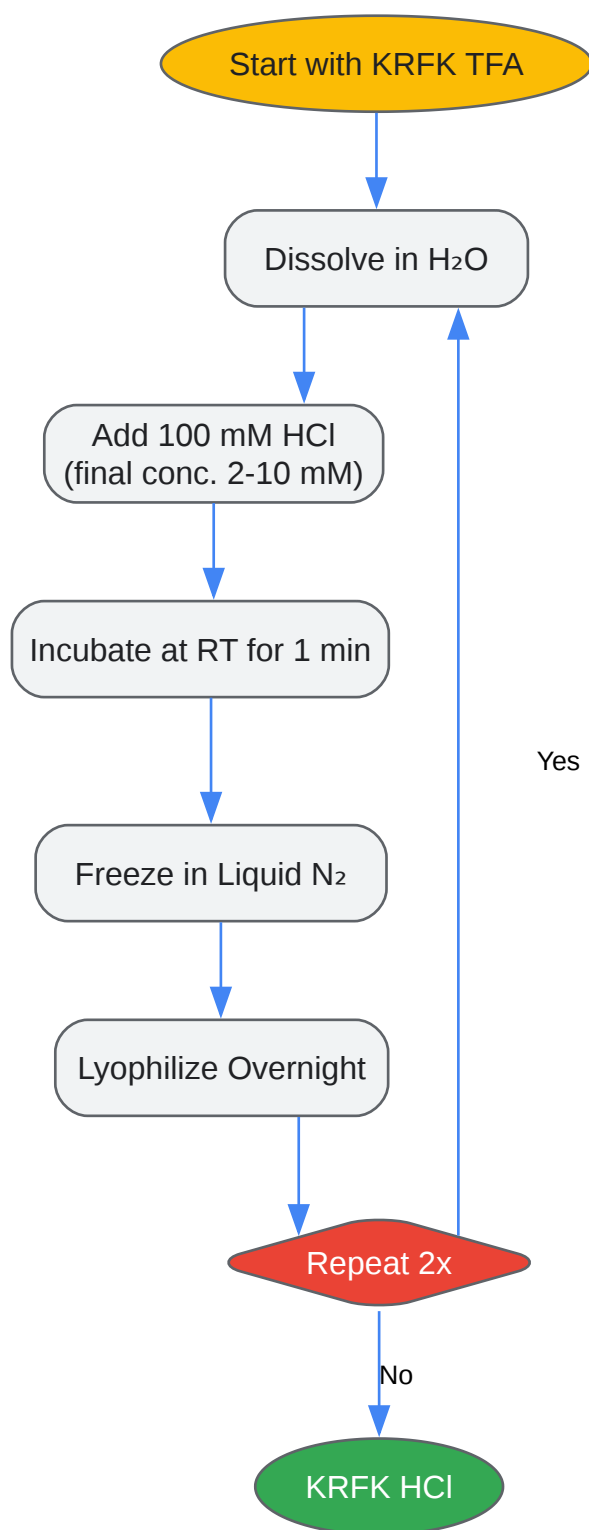 Start with KRFK TFA
Dissolve in H₂O
Add 100 mM HCl
(final conc. 2-10 mM)
Incubate at RT for 1 min
Yes
Freeze in Liquid N₂
Lyophilize Overnight
Repeat 2x
No
KRFK HCl